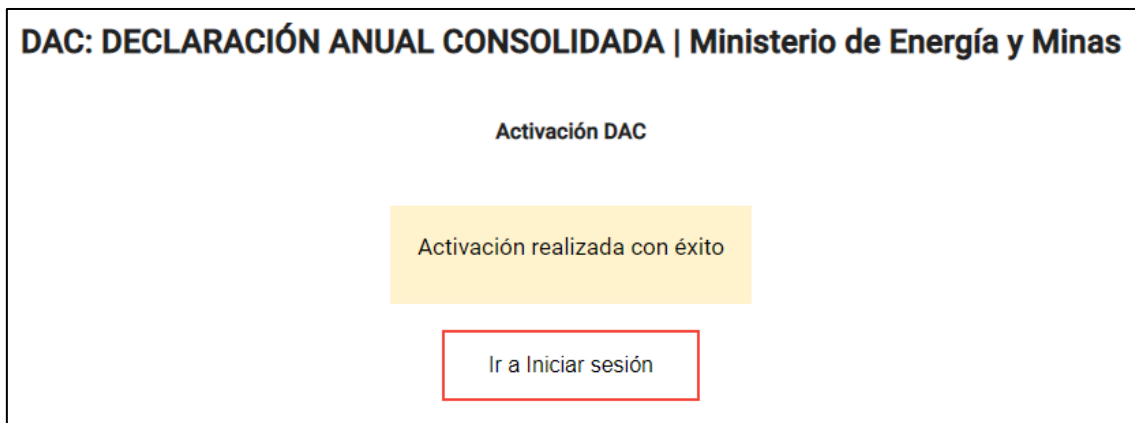 DAC: DECLARACIÓN ANUAL CONSOLIDADA | Ministerio de Energía y Minas
Activación DAC
Activación realizada con éxito
Ir a Iniciar sesión